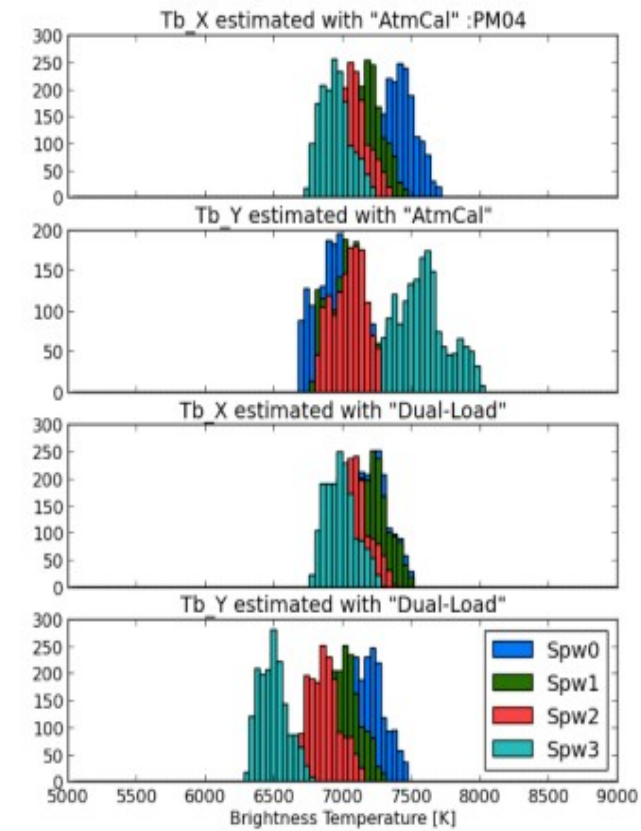 Tb_X estimated with "AtmCal" :PM04
300
250
200
150
100
50
0
Tb_Y estimated with "AtmCal"
200
150
100
50
0
Tb_X estimated with "Dual-Load"
300
250
200
150
100
50
0
Tb_Y estimated with "Dual-Load"
300
250
200
150
100
50
0
Spw0
Spw1
Spw2
Spw3
5000 5500 6000 6500 7000 7500 8000 8500 9000
Brightness Temperature [K]